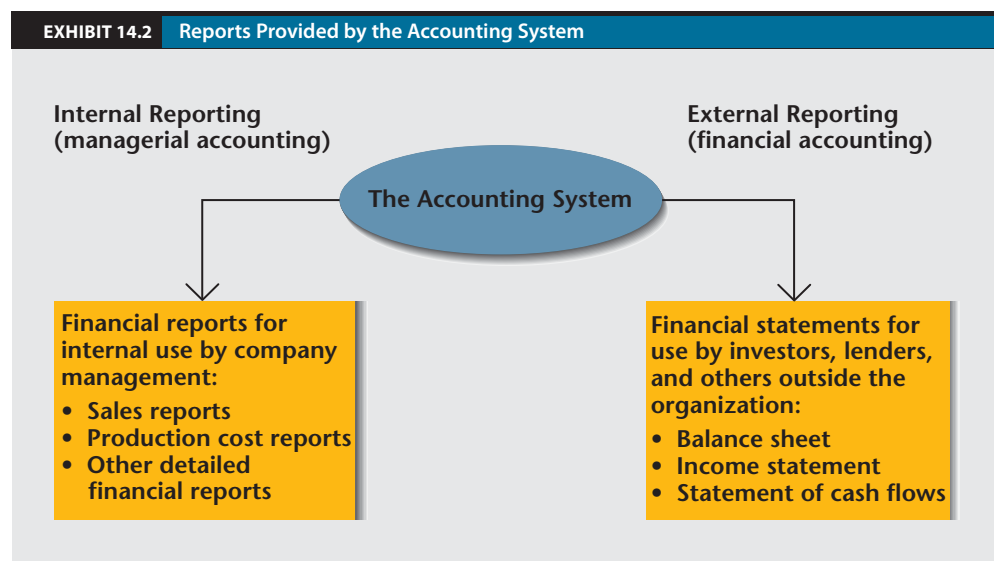 EXHIBIT 14.2 Reports Provided by the Accounting System
Internal Reporting
(managerial accounting)
External Reporting
(financial accounting)
The Accounting System
Financial reports for
internal use by company
management:
• Sales reports
• Production cost reports
• Other detailed
financial reports
Financial statements for
use by investors, lenders,
and others outside the
organization:
• Balance sheet
• Income statement
• Statement of cash flows